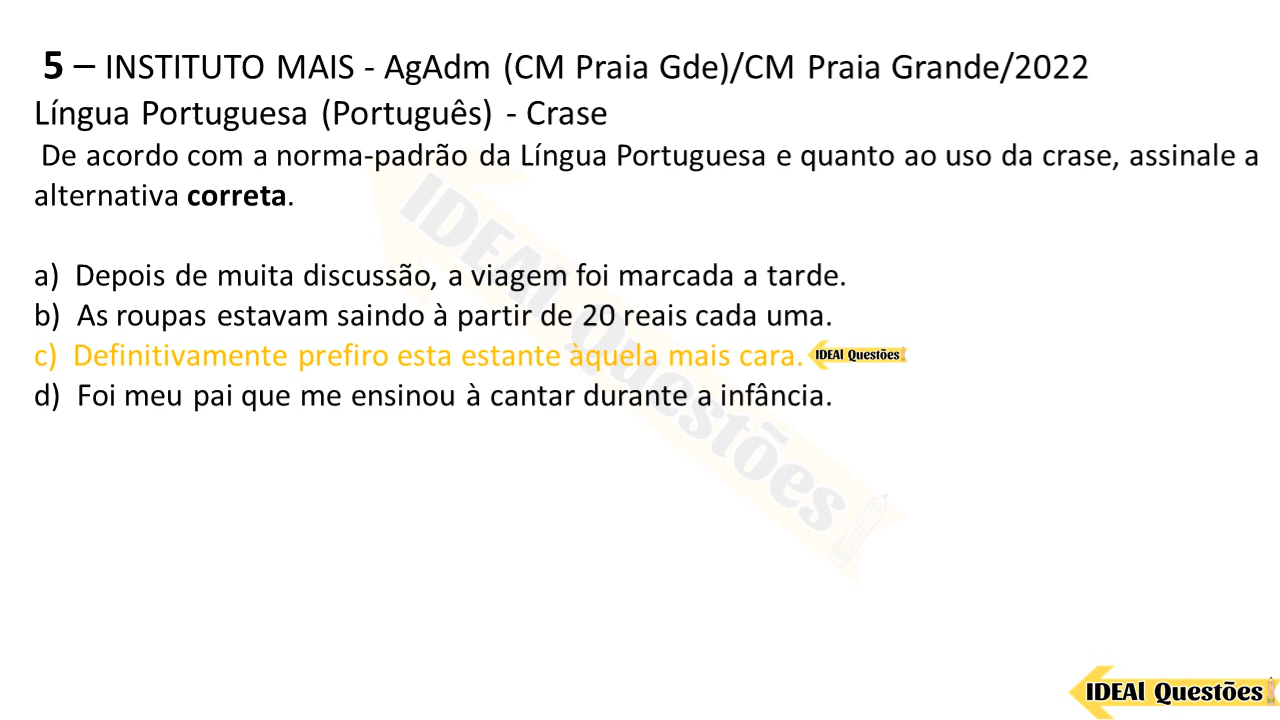 5 – INSTITUTO MAIS - AgAdm (CM Praia Gde)/CM Praia Grande/2022
Língua Portuguesa (Português) - Crase
De acordo com a norma-padrão da Língua Portuguesa e quanto ao uso da crase, assinale a
alternativa correta.
a) Depois de muita discussão, a viagem foi marcada a tarde.
b) As roupas estavam saindo à partir de 20 reais cada uma.
c) Definitivamente prefiro esta estante àquela mais cara. IDEAl Questões
d) Foi meu pai que me ensinou à cantar durante a infância.
IDEAl Questões
IDEAl Questões